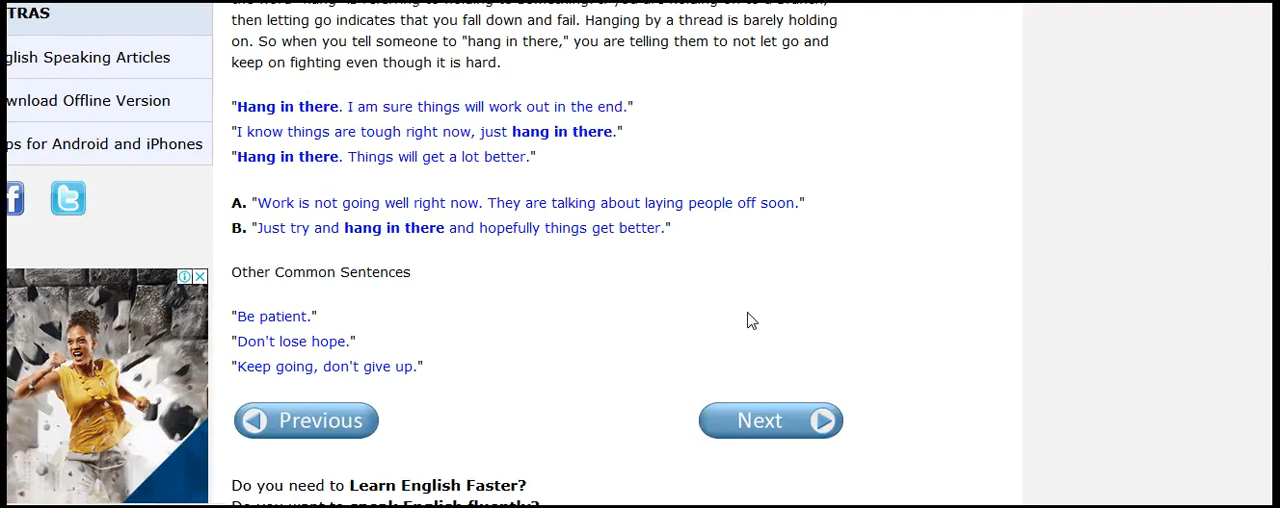 TRAS
glish Speaking Articles
wnload Offline Version
ps for Android and iPhones
then letting go indicates that you fall down and fail. Hanging by a thread is barely holding
on. So when you tell someone to "hang in there," you are telling them to not let go and
keep on fighting even though it is hard.
"Hang in there. I am sure things will work out in the end."
"I know things are tough right now, just hang in there."
"Hang in there. Things will get a lot better."
A. "Work is not going well right now. They are talking about laying people off soon."
B. "Just try and hang in there and hopefully things get better."
Other Common Sentences
"Be patient."
"Don't lose hope."
"Keep going, don't give up."
Previous
Next
Do you need to Learn English Faster?
Do you want to speak English fluently?